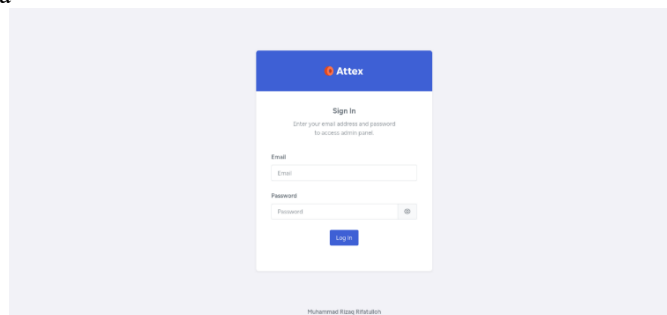 Attex
Sign In
Enter your email address and password
to access admin panel.
Email
Email
Password
Password
Log In
Muhammad Rizqq